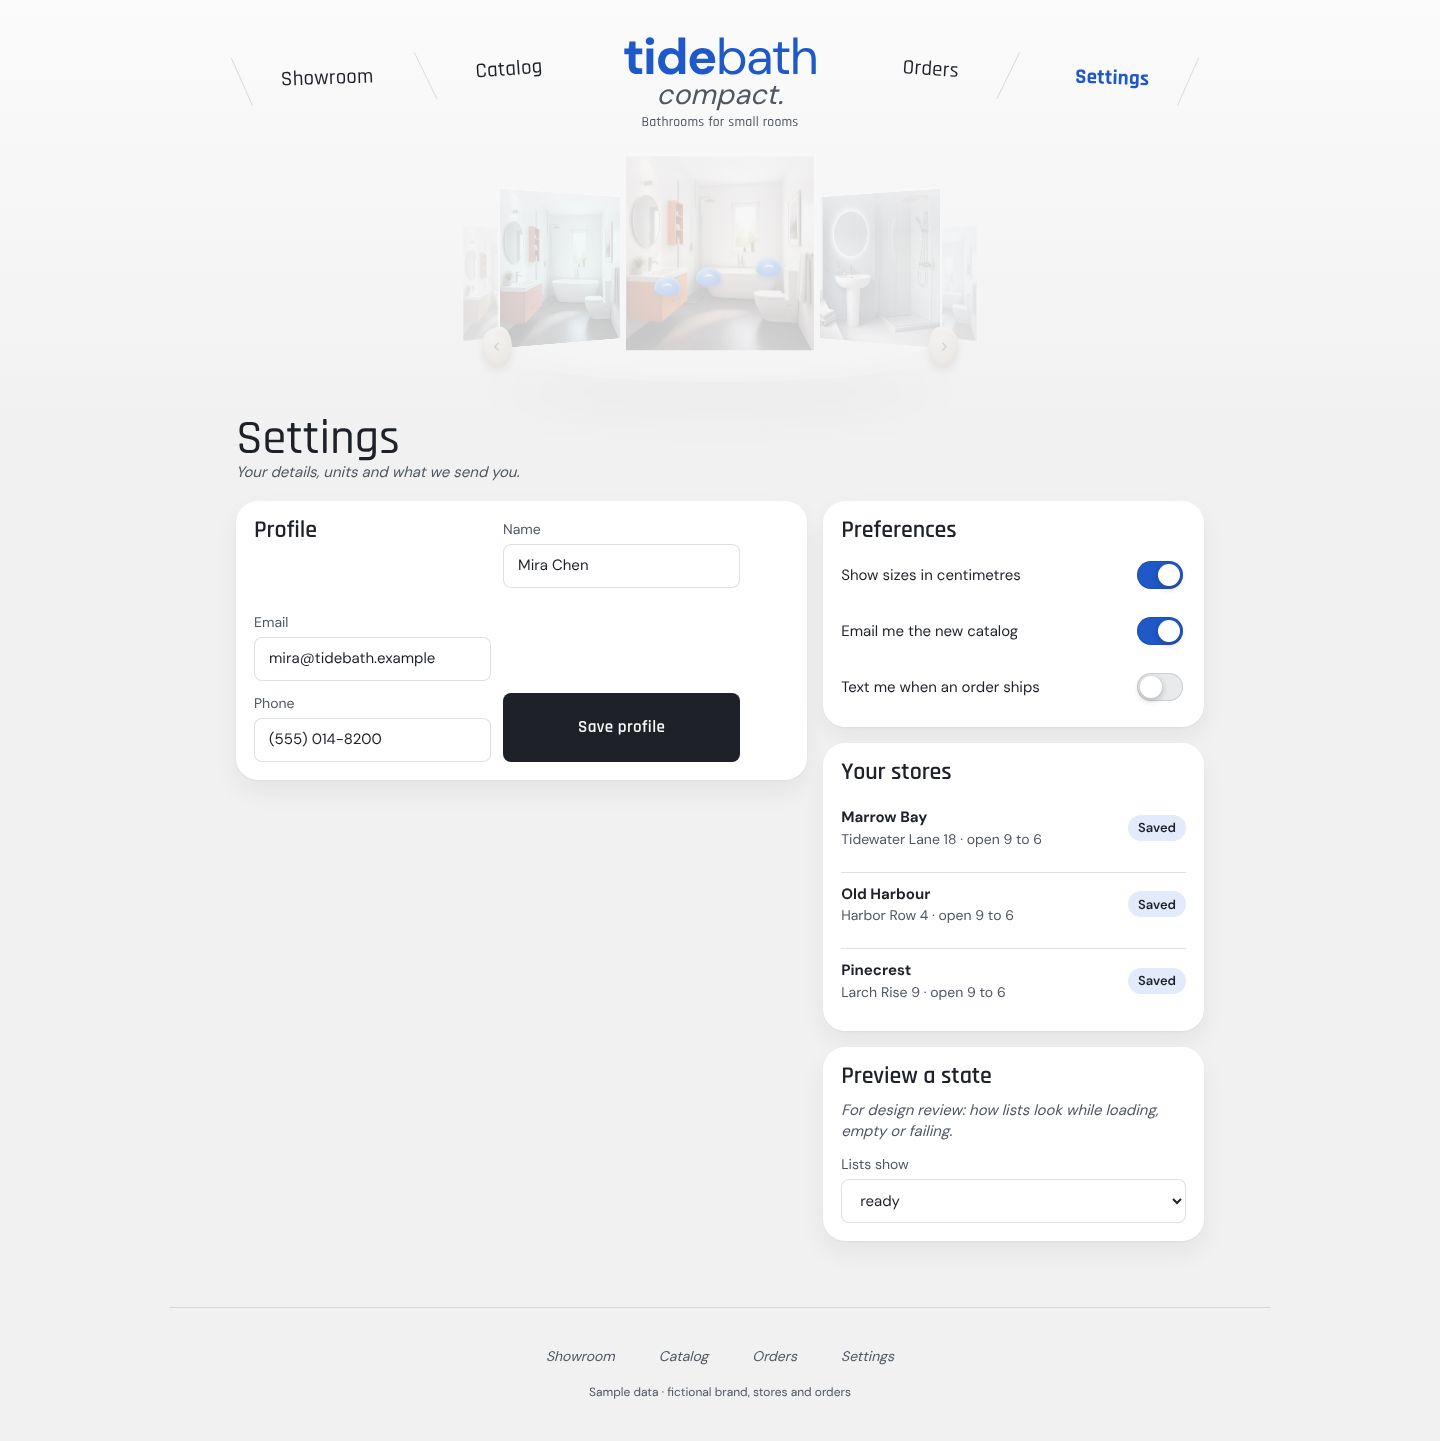 Showroom
Catalog
tidebath
compact.
Bathrooms for small rooms
Orders
Settings
Settings
Your details, units and what we send you.
Profile
Name
Mira Chen
Email
mira@tidebath.example
Phone
(555) 014-8200
Save profile
Preferences
Show sizes in centimetres
Email me the new catalog
Text me when an order ships
Your stores
Marrow Bay
Tidewater Lane 18 · open 9 to 6
Saved
Old Harbour
Harbor Row 4 · open 9 to 6
Saved
Pinecrest
Larch Rise 9 · open 9 to 6
Saved
Preview a state
For design review: how lists look while loading,
empty or failing.
Lists show
ready
Showroom Catalog Orders Settings
Sample data · fictional brand, stores and orders